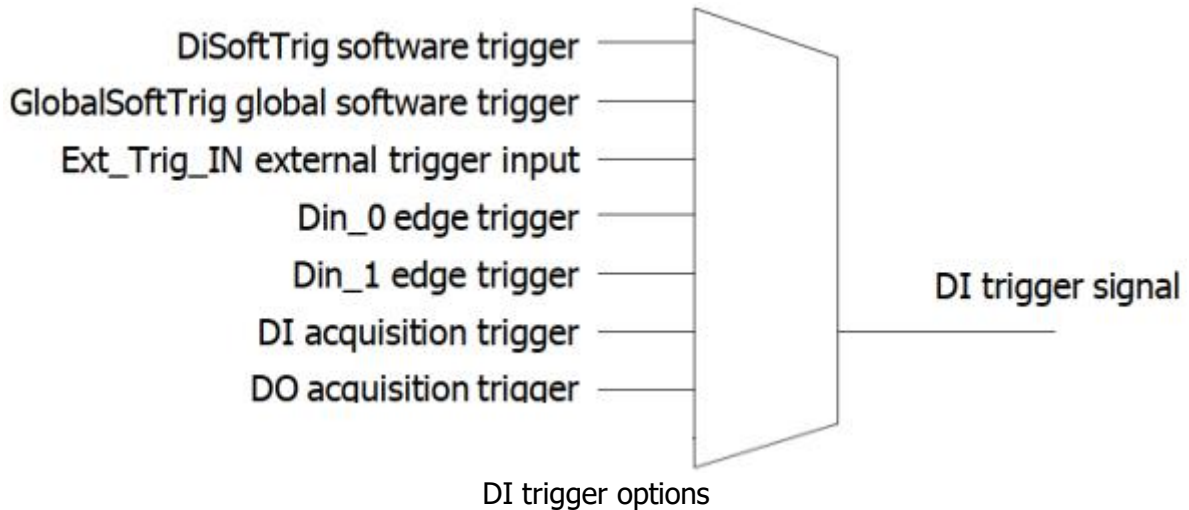 DiSoftTrig software trigger
GlobalSoftTrig global software trigger
Ext_Trig_IN external trigger input
Din_0 edge trigger
Din_1 edge trigger
DI acquisition trigger
DO acquisition trigger
DI trigger signal
DI trigger options